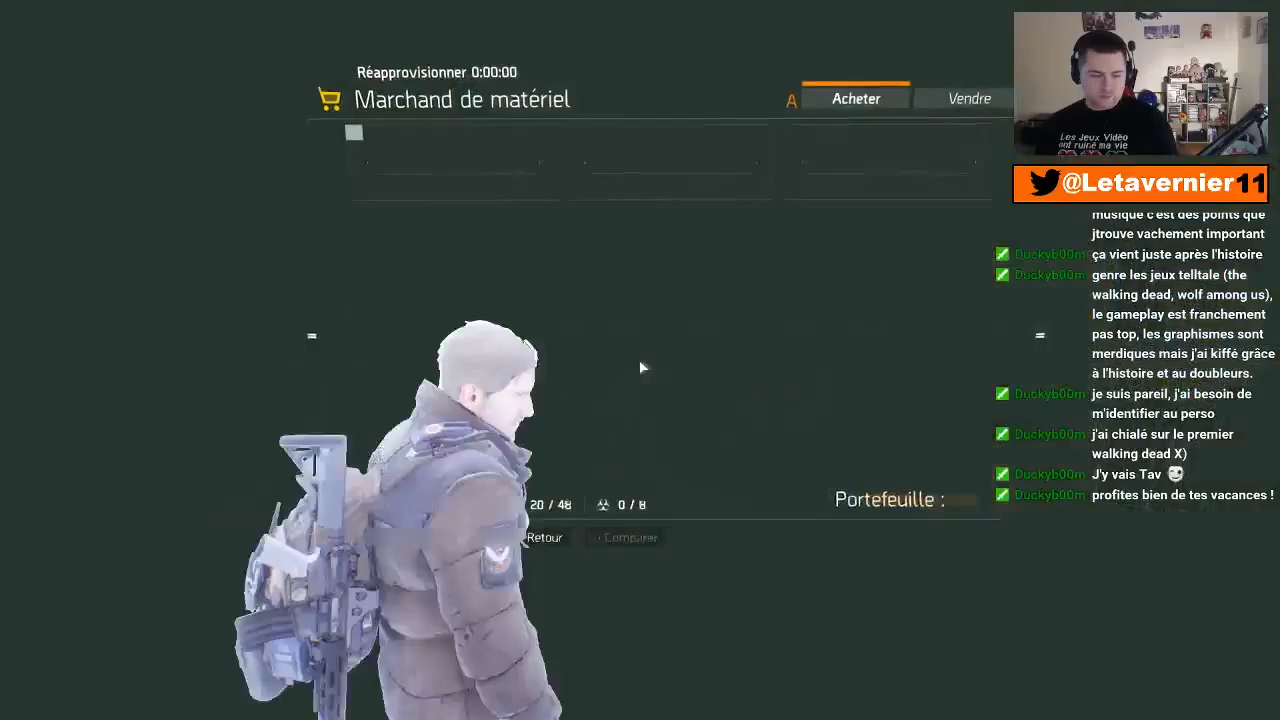 Réapprovisionner 0:00:00
Marchand de matériel
A
Acheter
Vendre
20 / 48
0 / 8
Portefeuille :
Retour
Comparer
Les Jeux Vidéo
ont ruiné ma vie
@Letavernier11
musique c'est des points que
jtrouve vachement important
Duckyb00m ça vient juste après l'histoire
Duckyb00m genre les jeux telltale (the
walking dead, wolf among us),
le gameplay est franchement
pas top, les graphismes sont
merdiques mais j'ai kiffé grâce
à l'histoire et au doubleurs.
Duckyb00m je suis pareil, j'ai besoin de
m'identifier au perso
Duckyb00m j'ai chialé sur le premier
walking dead X)
Duckyb00m J'y vais Tav
Duckyb00m profites bien de tes vacances !